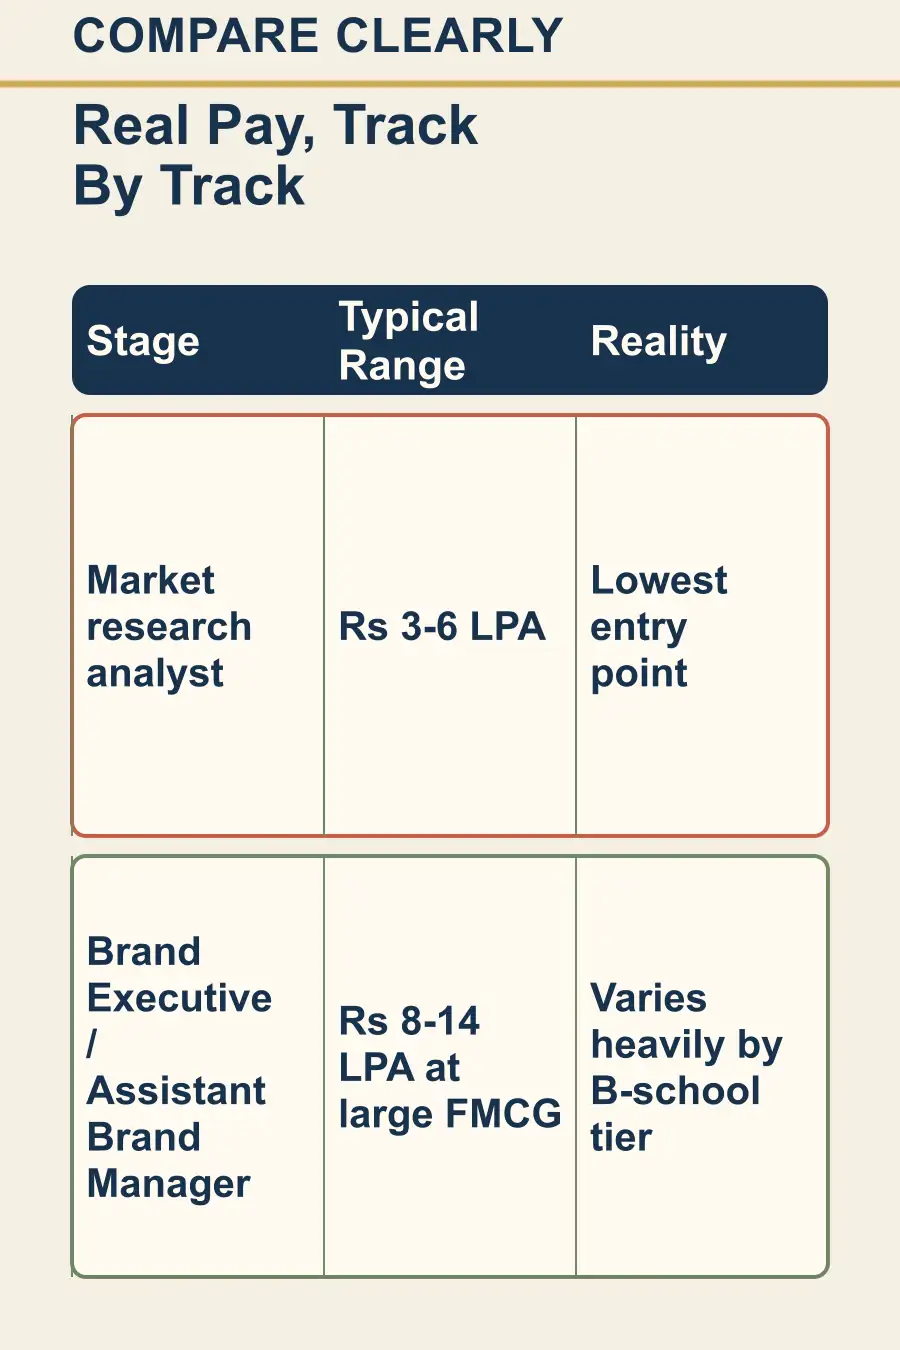 COMPARE CLEARLY
Real Pay, Track
By Track
Stage
Typical
Range
Reality
Market
research
analyst
Rs 3-6 LPA
Lowest
entry
point
Brand
Executive
/
Assistant
Brand
Manager
Rs 8-14
LPA at
large FMCG
Varies
heavily by
B-school
tier